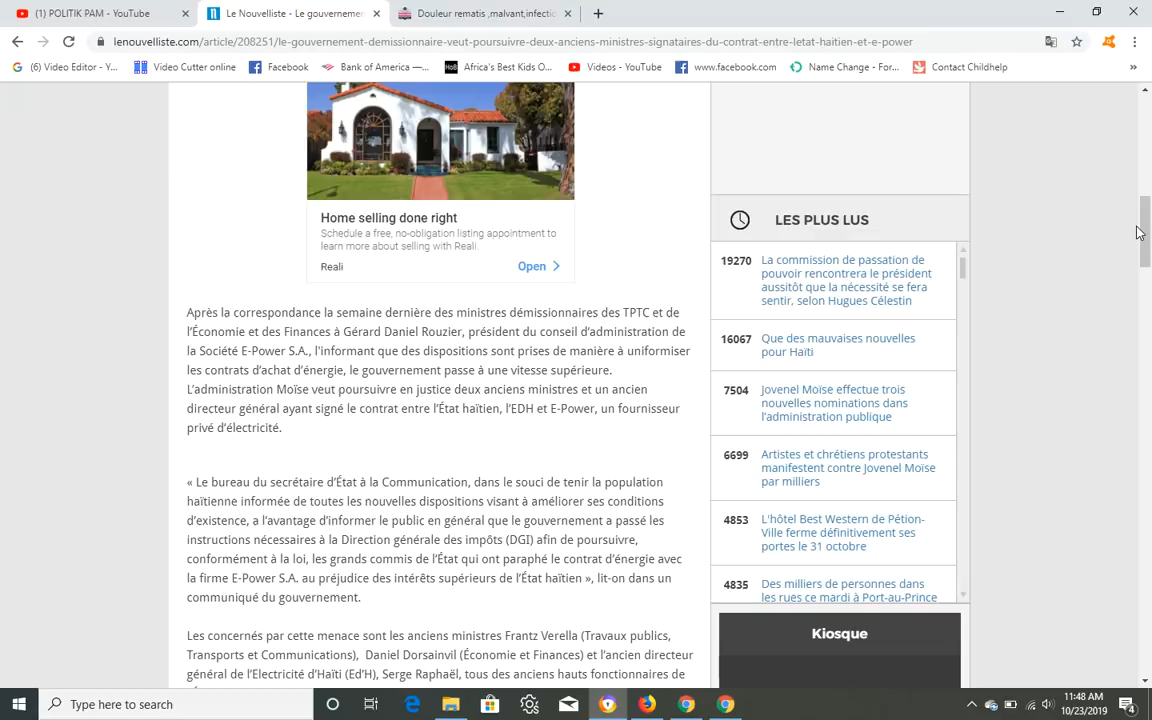 (1) POLITIK PAM - YouTube
Le Nouvelliste - Le gouvernemen
Douleur rematis ,malvant,infectio
lenouvelliste.com/article/208251/le-gouvernement-demissionnaire-veut-poursuivre-deux-anciens-ministres-signataires-du-contrat-entre-letat-haitien-et-e-power
(6) Video Editor - Y...
Video Cutter online
Facebook
Bank of America —...
Africa's Best Kids O...
Videos - YouTube
www.facebook.com
Name Change - For...
Contact Childhelp
Home selling done right
Schedule a free, no-obligation listing appointment to
learn more about selling with Reali.
Reali
Open
Après la correspondance la semaine dernière des ministres démissionnaires des TPTC et de
l'Économie et des Finances à Gérard Daniel Rouzier, président du conseil d'administration de
la Société E-Power S.A., l'informant que des dispositions sont prises de manière à uniformiser
les contrats d'achat d'énergie, le gouvernement passe à une vitesse supérieure.
L'administration Moïse veut poursuivre en justice deux anciens ministres et un ancien
directeur général ayant signé le contrat entre l'État haïtien, l'EDH et E-Power, un fournisseur
privé d'électricité.
« Le bureau du secrétaire d'État à la Communication, dans le souci de tenir la population
haïtienne informée de toutes les nouvelles dispositions visant à améliorer ses conditions
d'existence, a l'avantage d'informer le public en général que le gouvernement a passé les
instructions nécessaires à la Direction générale des impôts (DGI) afin de poursuivre,
conformément à la loi, les grands commis de l'État qui ont paraphé le contrat d'énergie avec
la firme E-Power S.A. au préjudice des intérêts supérieurs de l'État haïtien », lit-on dans un
communiqué du gouvernement.
Les concernés par cette menace sont les anciens ministres Frantz Verella (Travaux publics,
Transports et Communications), Daniel Dorsainvil (Économie et Finances) et l'ancien directeur
général de l'Electricité d'Haïti (Ed'H), Serge Raphaël, tous des anciens hauts fonctionnaires de
LES PLUS LUS
19270 La commission de passation de
pouvoir rencontrera le président
aussitôt que la nécessité se fera
sentir, selon Hugues Célestin
16067 Que des mauvaises nouvelles
pour Haïti
7504 Jovenel Moïse effectue trois
nouvelles nominations dans
l'administration publique
6699 Artistes et chrétiens protestants
manifestent contre Jovenel Moïse
par milliers
4853 L'hôtel Best Western de Pétion-
Ville ferme définitivement ses
portes le 31 octobre
4835 Des milliers de personnes dans
les rues ce mardi à Port-au-Prince
Kiosque
Type here to search
11:48 AM
10/23/2019
4